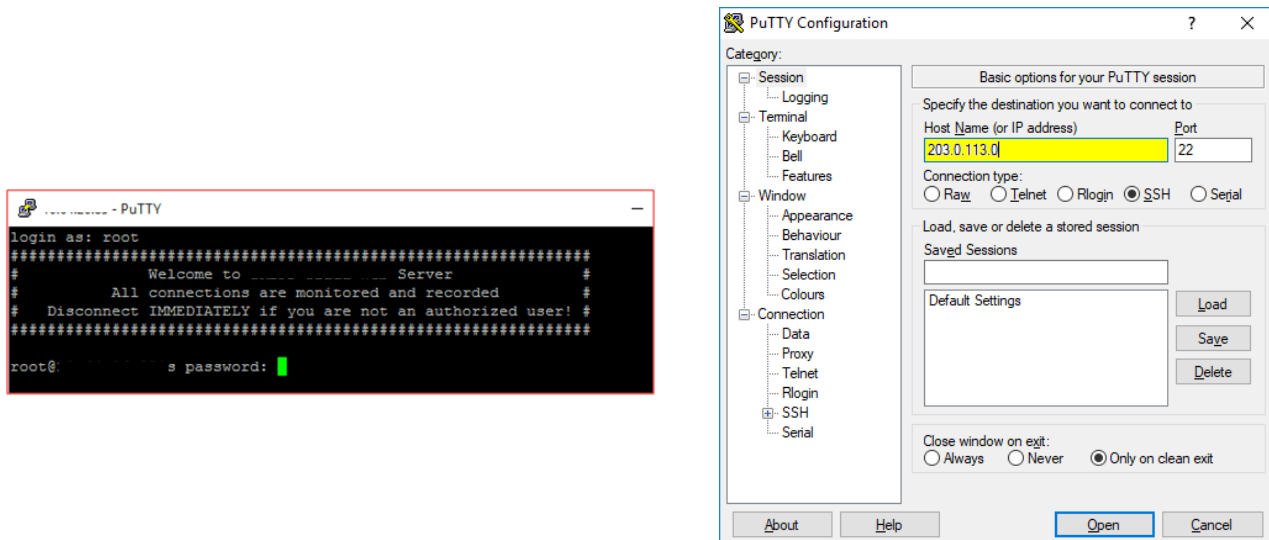 - PuTTY
login as: root
###############################################################
# Welcome to Server #
# All connections are monitored and recorded #
# Disconnect IMMEDIATELY if you are not an authorized user! #
###############################################################
root@ s password:
PuTTY Configuration
? ×
Category:
Session
Logging
Terminal
Keyboard
Bell
Features
Window
Appearance
Behaviour
Translation
Selection
Colours
Connection
Data
Proxy
Telnet
Rlogin
SSH
Serial
Basic options for your PuTTY session
Specify the destination you want to connect to
Host Name (or IP address) Port
203.0.113.0 22
Connection type:
Raw Telnet Rlogin SSH Serial
Load, save or delete a stored session
Saved Sessions
Default Settings
Load
Save
Delete
Close window on exit:
Always Never Only on clean exit
About Help Open Cancel